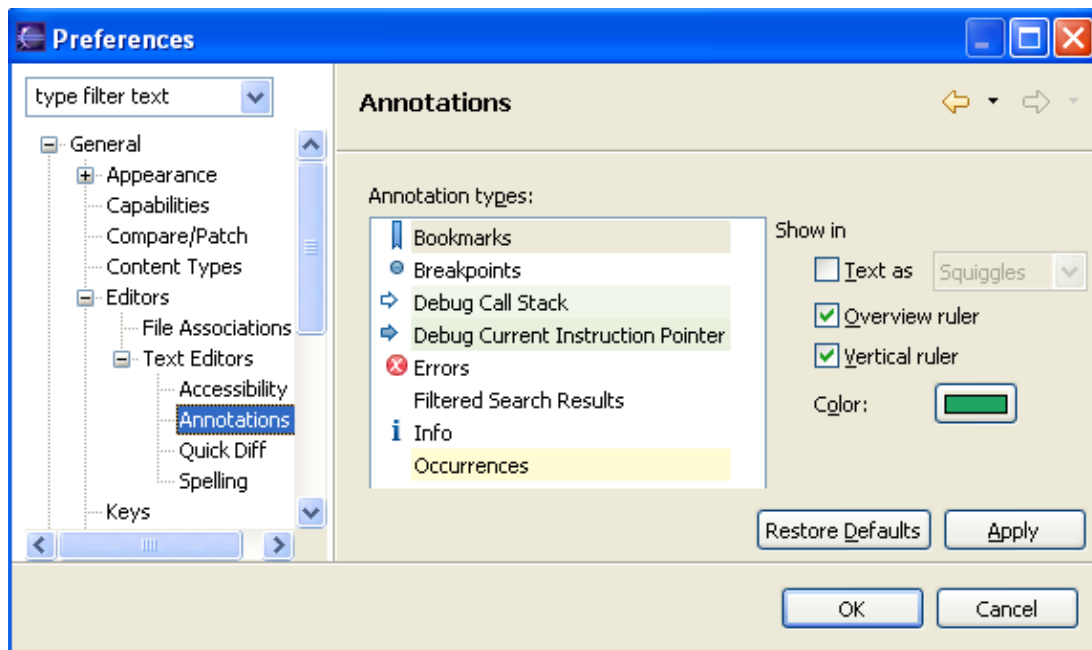 Preferences
type filter text
General
Appearance
Capabilities
Compare/Patch
Content Types
Editors
File Associations
Text Editors
Accessibility
Annotations
Quick Diff
Spelling
Keys
Annotations
Annotation types:
Bookmarks
Breakpoints
Debug Call Stack
Debug Current Instruction Pointer
Errors
Filtered Search Results
Info
Occurrences
Show in
Text as Squiggles
Overview ruler
Vertical ruler
Color:
Restore Defaults Apply
OK Cancel